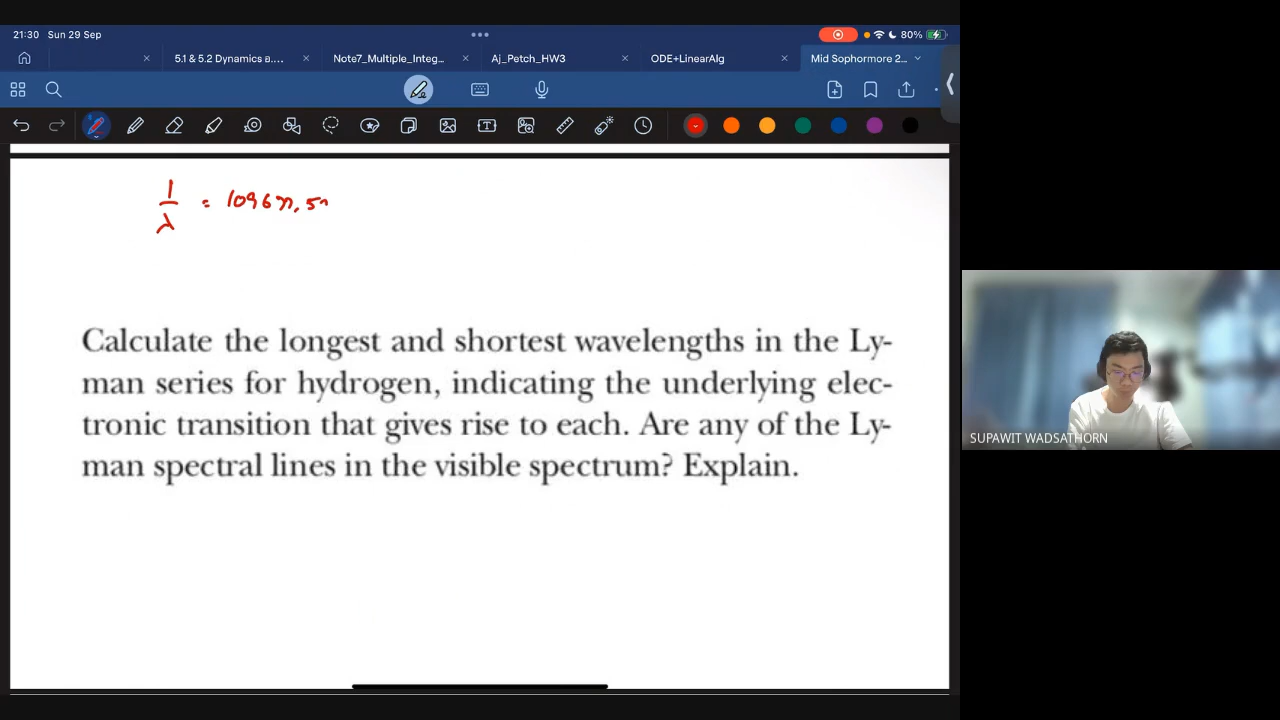 21:30 Sun 29 Sep
80%
5.1 & 5.2 Dynamics a....
Note7_Multiple_Integ...
Aj_Petch_HW3
ODE+LinearAlg
Mid Sophormore 2...
1
λ
=
Calculate the longest and shortest wavelengths in the Ly-
man series for hydrogen, indicating the underlying elec-
tronic transition that gives rise to each. Are any of the Ly-
man spectral lines in the visible spectrum? Explain.
SUPAWIT WADSATHORN